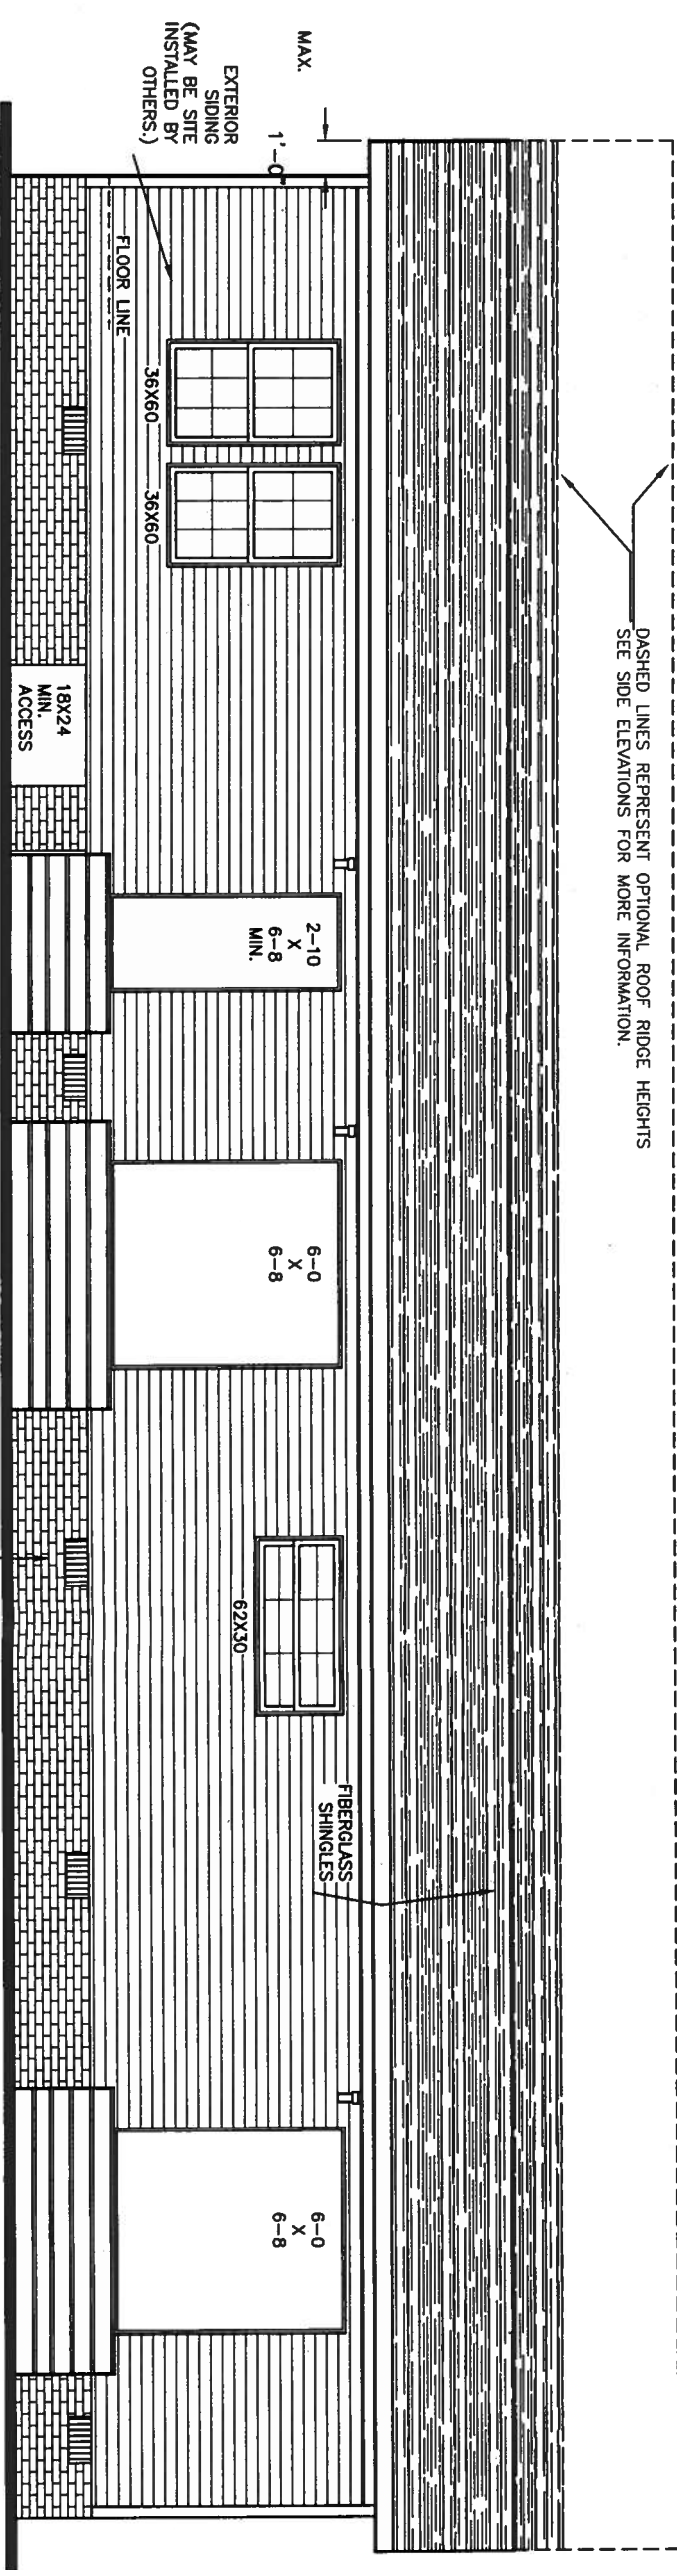 DASHED LINES REPRESENT OPTIONAL ROOF RIDGE HEIGHTS
SEE SIDE ELEVATIONS FOR MORE INFORMATION.
MAX.
1'-0"
EXTERIOR
SIDING
(MAY BE SITE
INSTALLED BY
OTHERS.)
FLOOR LINE
36X60
36X60
18X24
MIN.
ACCESS
2-10
X
6-8
MIN.
6-0
X
6-8
62X30
FIBERGLASS
SHINGLES
6-0
X
6-8